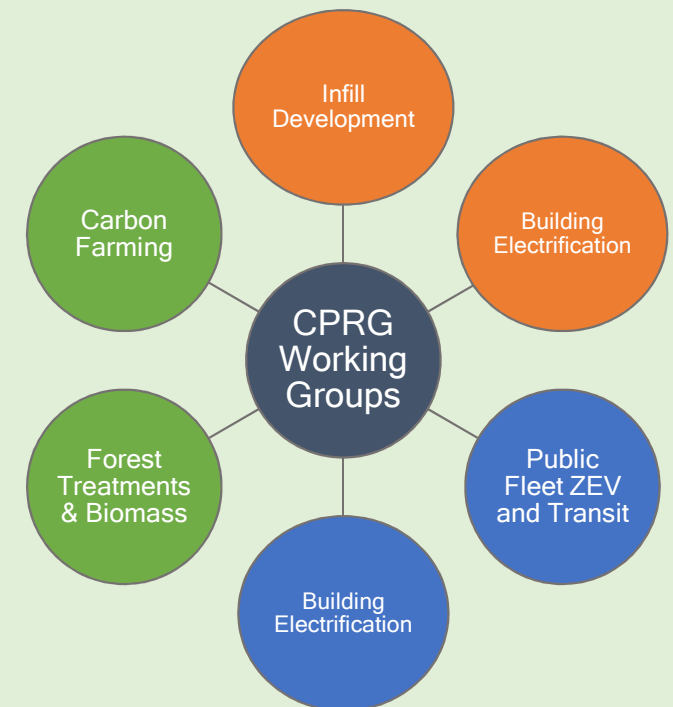 Infill
Development
Building
Electrification
Public
Fleet ZEV
and Transit
Building
Electrification
Forest
Treatments
& Biomass
Carbon
Farming
CPRG
Working
Groups